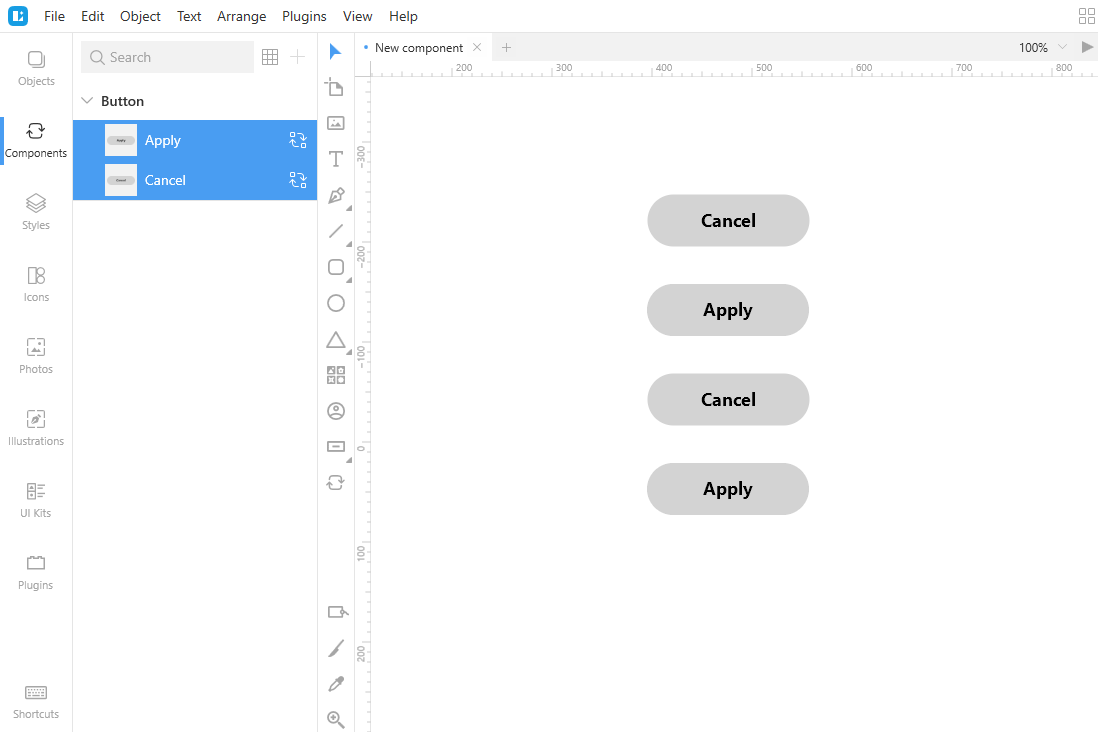 File Edit Object Text Arrange Plugins View Help
Search
New component
100%
Objects
Components
Styles
Icons
Photos
Illustrations
UI Kits
Plugins
Shortcuts
Button
Apply
Cancel
200 300 400 500 600 700 800
-300
-200
-100
0
100
200
Cancel
Apply
Cancel
Apply